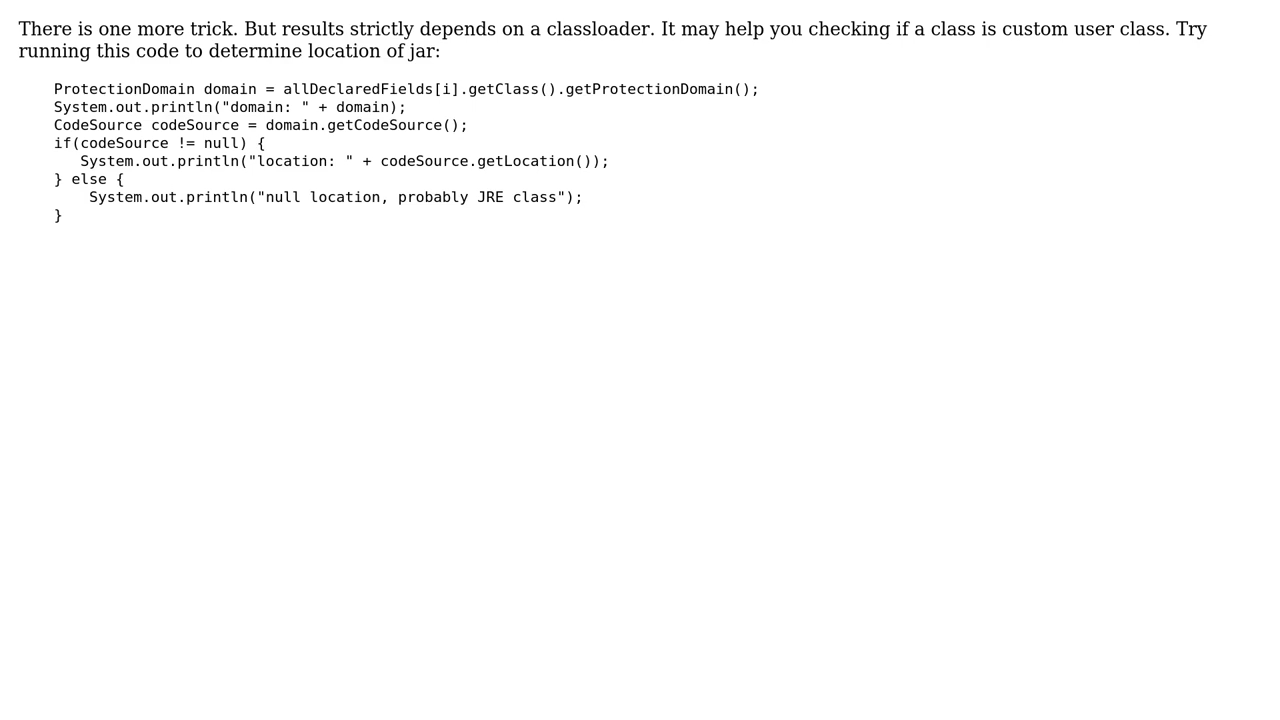 There is one more trick. But results strictly depends on a classloader. It may help you checking if a class is custom user class. Try
running this code to determine location of jar:
ProtectionDomain domain = allDeclaredFields[i].getClass().getProtectionDomain();
System.out.println("domain: " + domain);
CodeSource codeSource = domain.getCodeSource();
if(codeSource != null) {
   System.out.println("location: " + codeSource.getLocation());
} else {
    System.out.println("null location, probably JRE class");
}